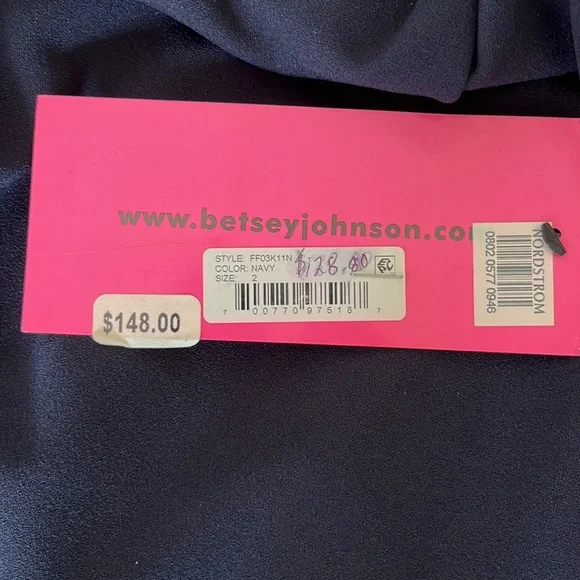 www.betseyjohnson.com
STYLE: FF03K11N
COLOR: NAVY
SIZE: 2
$128.80
7 00770 97518 7
$148.00
NORDSTROM
0802 0577 0946